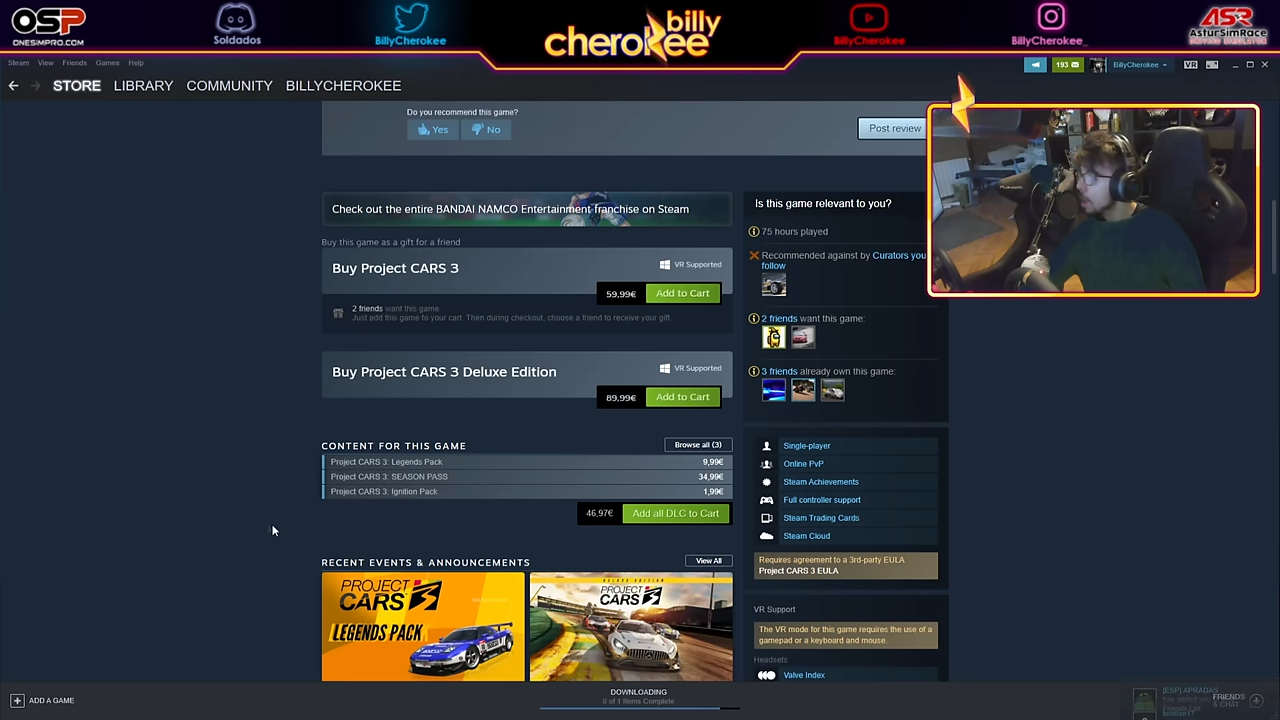 OSP
ONESIMPRO.COM
Soldados
BillyCherokee
billy
cherokee
BillyCherokee
BillyCherokee_
ASR
AsturSimRace
Steam View Friends Games Help
193
BillyCherokee
VR
STORE LIBRARY COMMUNITY BILLYCHEROKEE
Do you recommend this game?
Yes No
Post review
Check out the entire BANDAI NAMCO Entertainment franchise on Steam
Buy this game as a gift for a friend
Buy Project CARS 3
VR Supported
59,99€ Add to Cart
2 friends want this game
Just add this game to your cart. Then during checkout, choose a friend to receive your gift.
Buy Project CARS 3 Deluxe Edition
VR Supported
89,99€ Add to Cart
CONTENT FOR THIS GAME
Browse all (3)
Project CARS 3: Legends Pack 9,99€
Project CARS 3: SEASON PASS 34,99€
Project CARS 3: Ignition Pack 1,99€
46,97€ Add all DLC to Cart
RECENT EVENTS & ANNOUNCEMENTS
View All
PROJECT
CARS 3
LEGENDS PACK
DELUXE EDITION
PROJECT
CARS 3
Is this game relevant to you?
75 hours played
Recommended against by Curators you
follow
2 friends want this game:
3 friends already own this game:
Single-player
Online PvP
Steam Achievements
Full controller support
Steam Trading Cards
Steam Cloud
Requires agreement to a 3rd-party EULA
Project CARS 3 EULA
VR Support
The VR mode for this game requires the use of a
gamepad or a keyboard and mouse.
Headsets
Valve Index
ADD A GAME
DOWNLOADING
0 of 1 Items Complete
[ESP] APRADAS
FRIENDS
& CHAT